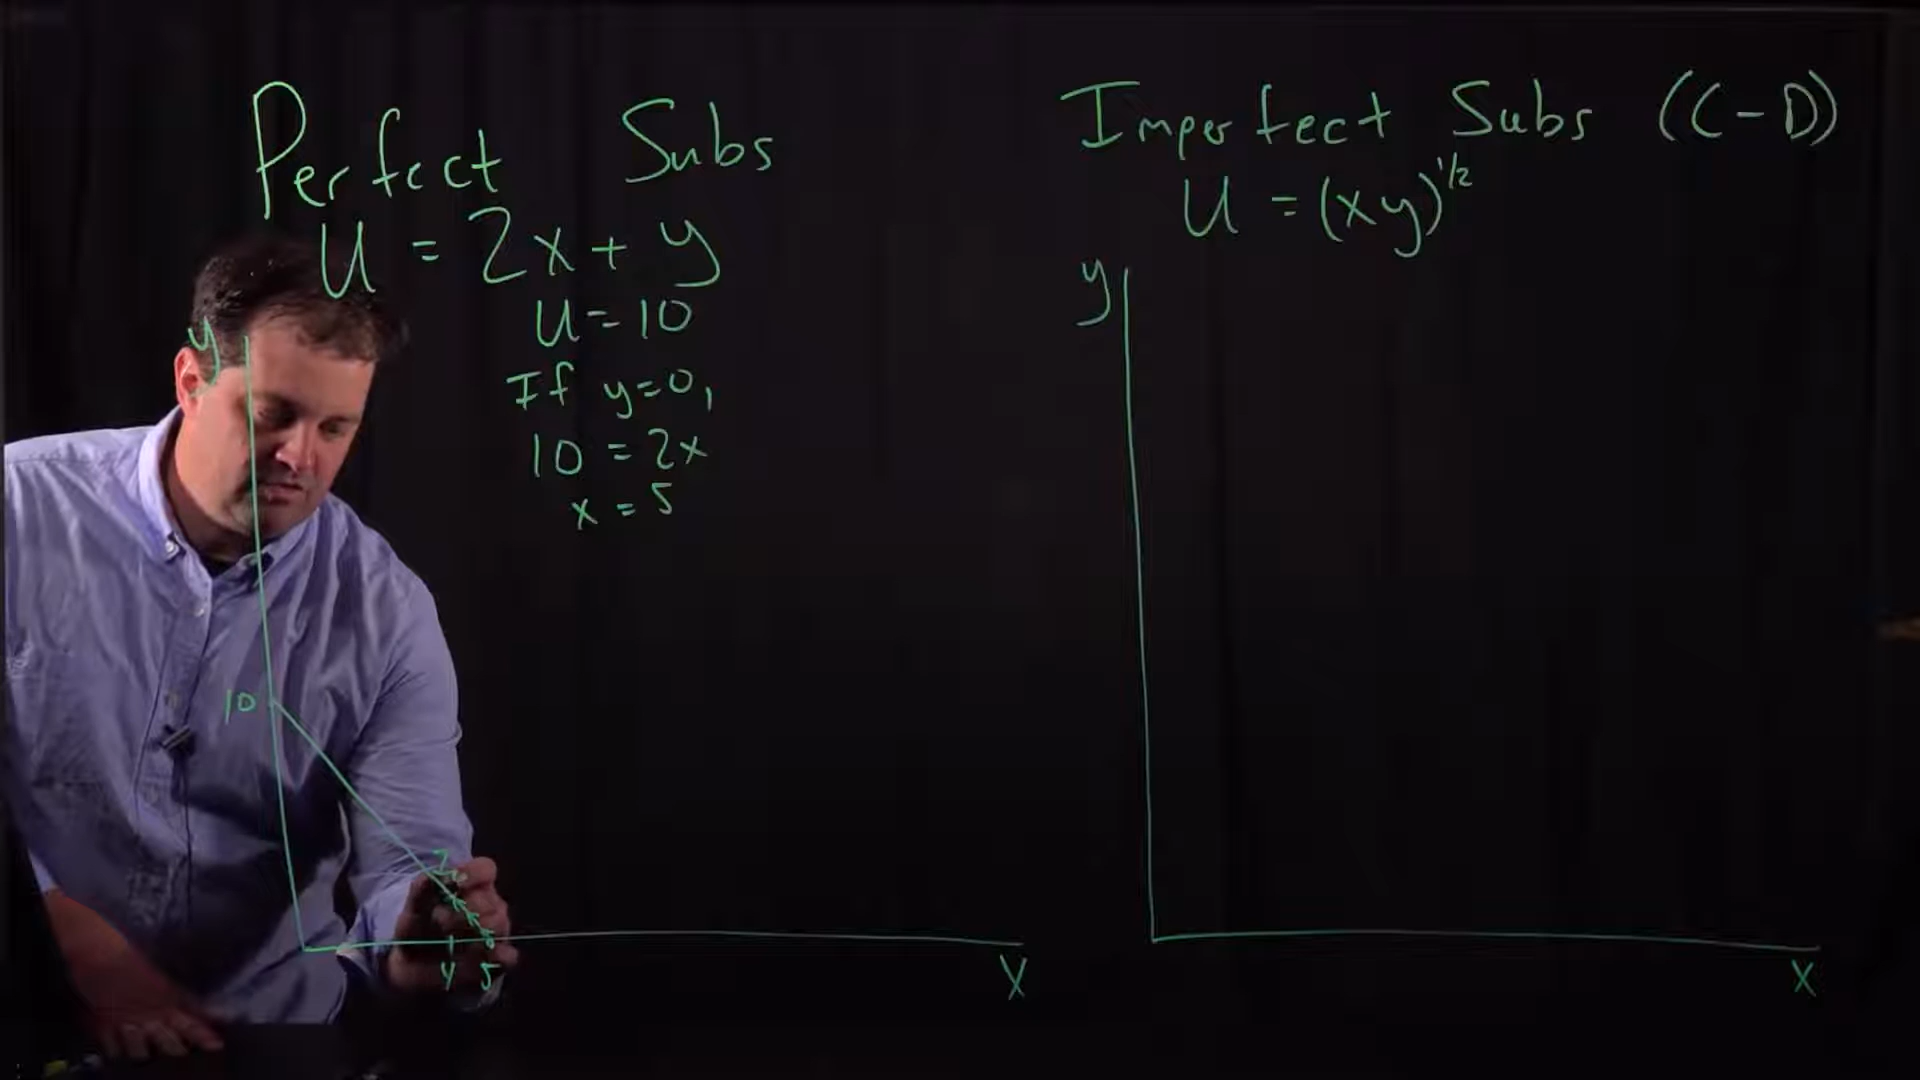 Perfect Subs
U = 2x + y
U = 10
If y = 0,
10 = 2x
x = 5
y
10
4
5
X
Imperfect Subs (C-D)
U = (xy)^1/2
y
X